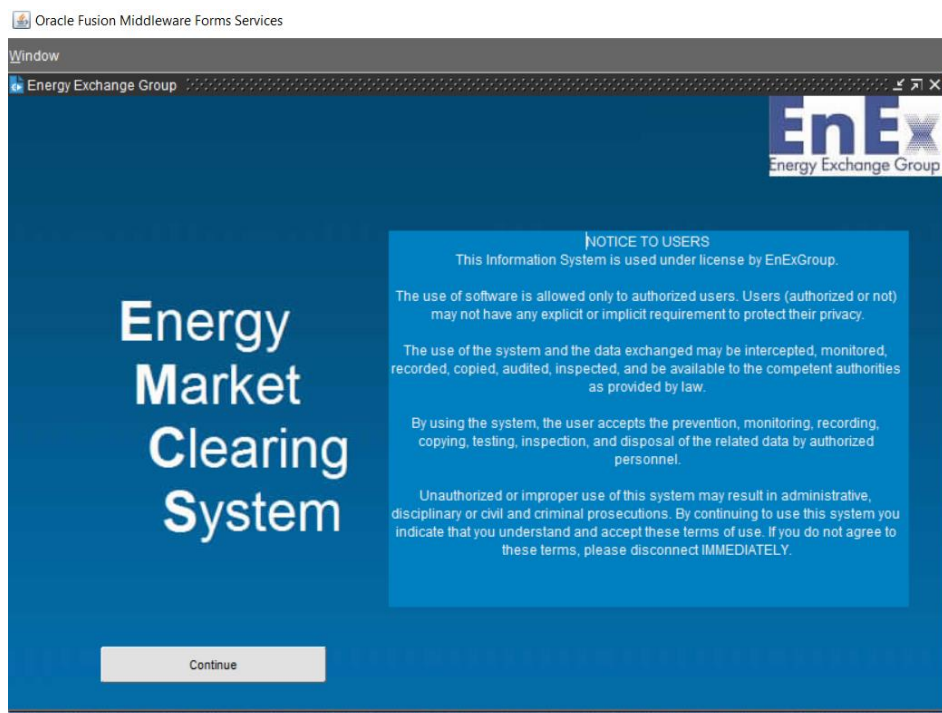 Oracle Fusion Middleware Forms Services
Window
Energy Exchange Group
EnEx
Energy Exchange Group
NOTICE TO USERS
This Information System is used under license by EnExGroup.
The use of software is allowed only to authorized users. Users (authorized or not)
may not have any explicit or implicit requirement to protect their privacy.
The use of the system and the data exchanged may be intercepted, monitored,
recorded, copied, audited, inspected, and be available to the competent authorities
as provided by law.
By using the system, the user accepts the prevention, monitoring, recording,
copying, testing, inspection, and disposal of the related data by authorized
personnel.
Unauthorized or improper use of this system may result in administrative,
disciplinary or civil and criminal prosecutions. By continuing to use this system you
indicate that you understand and accept these terms of use. If you do not agree to
these terms, please disconnect IMMEDIATELY.
Energy
Market
Clearing
System
Continue